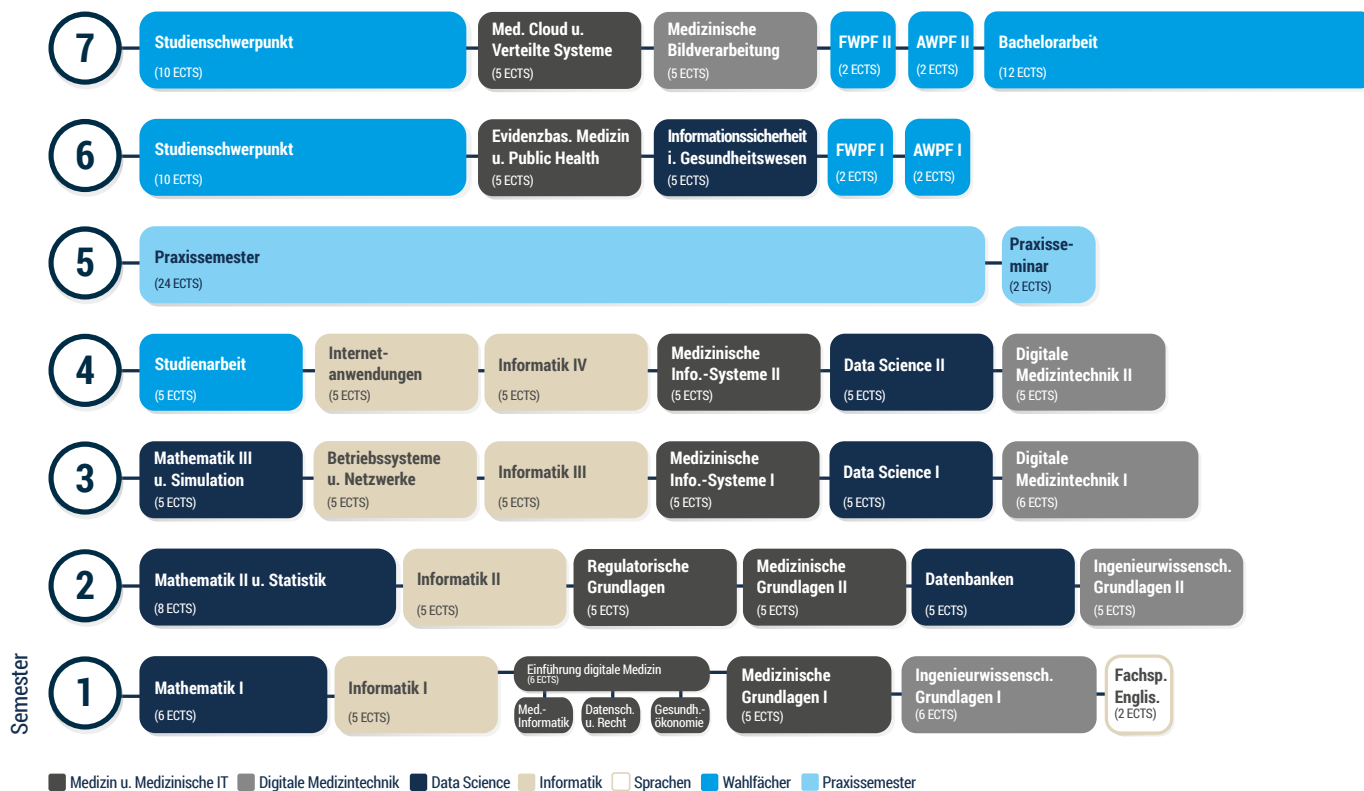 7
Studienschwerpunkt
(10 ECTS)
Med. Cloud u.
Verteilte Systeme
(5 ECTS)
Medizinische
Bildverarbeitung
(5 ECTS)
FWPF II
(2 ECTS)
AWPF II
(2 ECTS)
Bachelorarbeit
(12 ECTS)
6
Studienschwerpunkt
(10 ECTS)
Evidenzbas. Medizin
u. Public Health
(5 ECTS)
Informationssicherheit
i. Gesundheitswesen
(5 ECTS)
FWPF I
(2 ECTS)
AWPF I
(2 ECTS)
5
Praxissemester
(24 ECTS)
Praxisse-
minar
(2 ECTS)
4
Studienarbeit
(5 ECTS)
Internet-
anwendungen
(5 ECTS)
Informatik IV
(5 ECTS)
Medizinische
Info.-Systeme II
(5 ECTS)
Data Science II
(5 ECTS)
Digitale
Medizintechnik II
(5 ECTS)
3
Mathematik III
u. Simulation
(5 ECTS)
Betriebssysteme
u. Netzwerke
(5 ECTS)
Informatik III
(5 ECTS)
Medizinische
Info.-Systeme I
(5 ECTS)
Data Science I
(5 ECTS)
Digitale
Medizintechnik I
(6 ECTS)
2
Mathematik II u. Statistik
(8 ECTS)
Informatik II
(5 ECTS)
Regulatorische
Grundlagen
(5 ECTS)
Medizinische
Grundlagen II
(5 ECTS)
Datenbanken
(5 ECTS)
Ingenieurwissensch.
Grundlagen II
(5 ECTS)
Semester
1
Mathematik I
(6 ECTS)
Informatik I
(5 ECTS)
Einführung digitale Medizin
(6 ECTS)
Med.-
Informatik
Datensch.
u. Recht
Gesundh.-
ökonomie
Medizinische
Grundlagen I
(5 ECTS)
Ingenieurwissensch.
Grundlagen I
(6 ECTS)
Fachsp.
Englis.
(2 ECTS)
Medizin u. Medizinische IT
Digitale Medizintechnik
Data Science
Informatik
Sprachen
Wahlfächer
Praxissemester